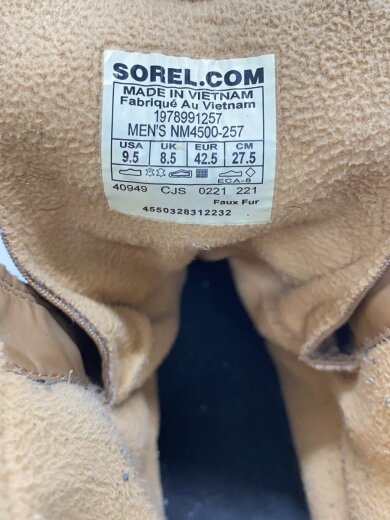 SOREL.COM
MADE IN VIETNAM
Fabriqué Au Vietnam
1978991257
MEN'S NM4500-257
USA UK EUR CM
9.5 8.5 42.5 27.5
ECA-8
40949 CJS 0221 221
Faux Fur
4550328312232